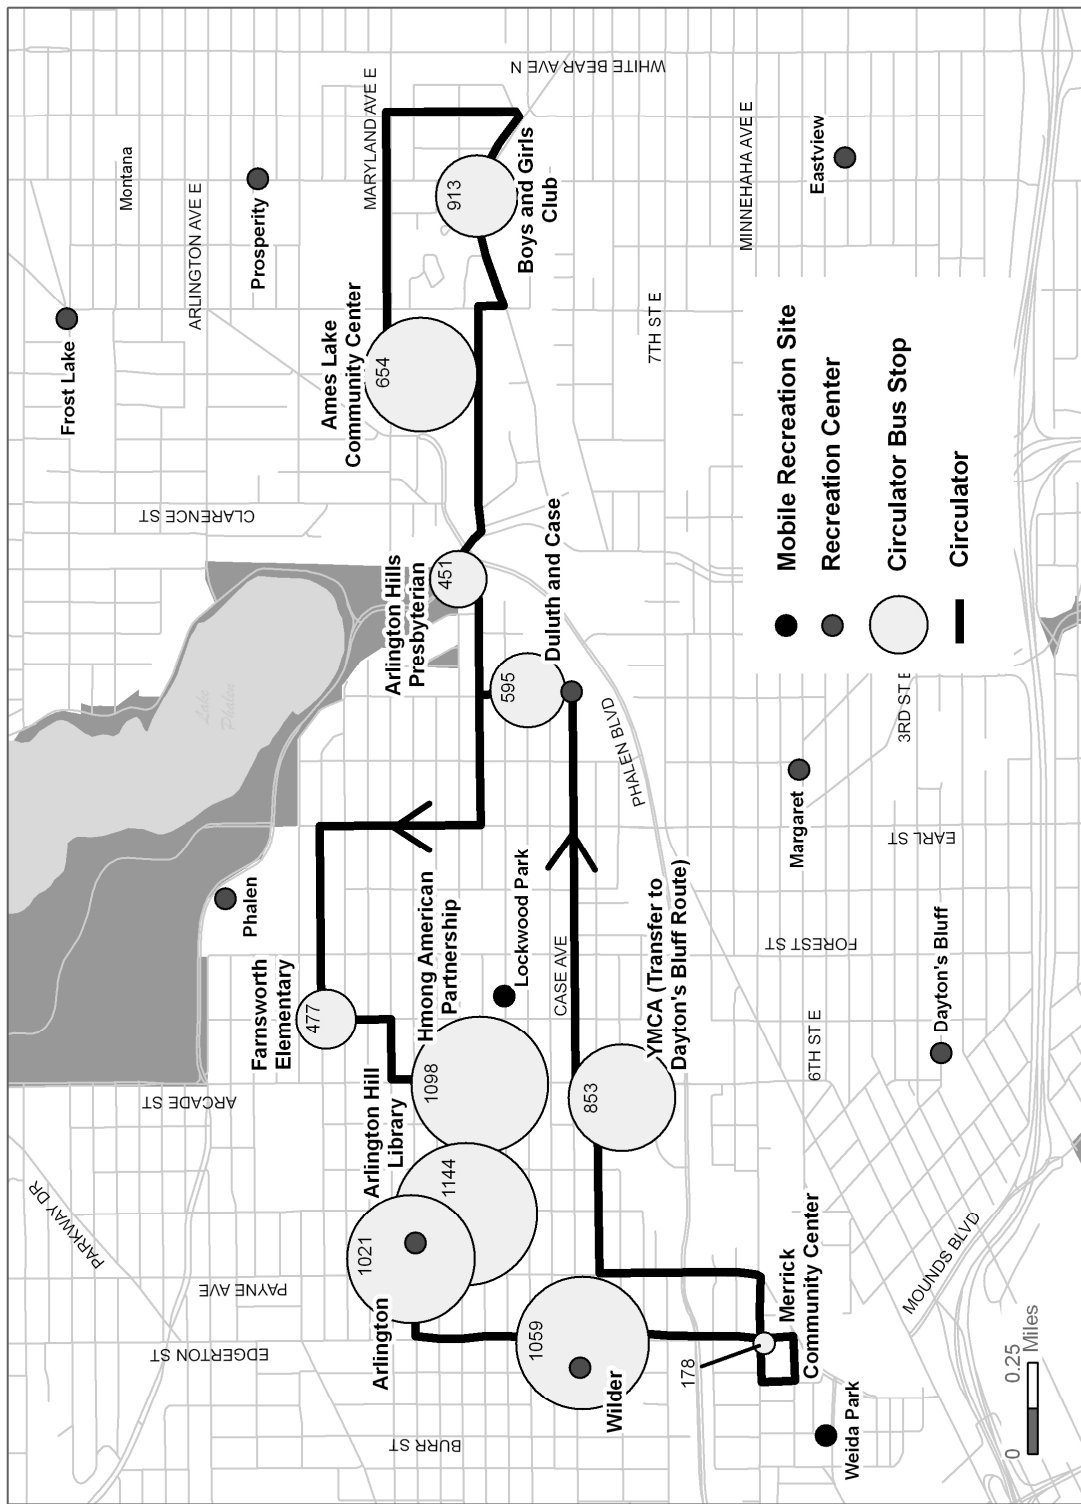 PARKWAY DR
ARCADE ST
PAYNE AVE
EDGERTON ST
BURR ST
Phalen
Lake
Phalen
CLARENCE ST
Frost Lake
ARLINGTON AVE E
Montana
Prosperity
MARYLAND AVE E
WHITE BEAR AVE N
Farnsworth
Elementary
477
Arlington Hill
Library
1144
Hmong American
Partnership
1098
Lockwood Park
Arlington
1021
Wilder
1059
Arlington Hills
Presbyterian
451
Duluth and Case
595
Ames Lake
Community Center
654
Boys and Girls
Club
913
CASE AVE
YMCA (Transfer to
Dayton's Bluff Route)
853
PHALEN BLVD
7TH ST E
MINNEHAHA AVE E
Eastview
178
Merrick
Community Center
Weida Park
MOUNDS BLVD
6TH ST E
FOREST ST
Dayton's Bluff
Margaret
EARL ST
3RD ST E
Mobile Recreation Site
Recreation Center
Circulator Bus Stop
Circulator
0
0.25
Miles